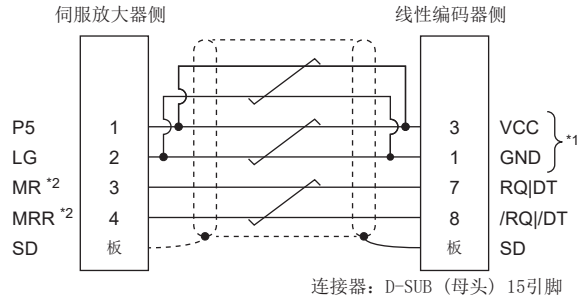 伺服放大器侧 线性编码器侧
P5 1 3 VCC
LG 2 1 GND *1
MR *2 3 7 RQ|DT
MRR *2 4 8 /RQ|/DT
SD 板 板 SD
连接器：D-SUB（母头）15引脚